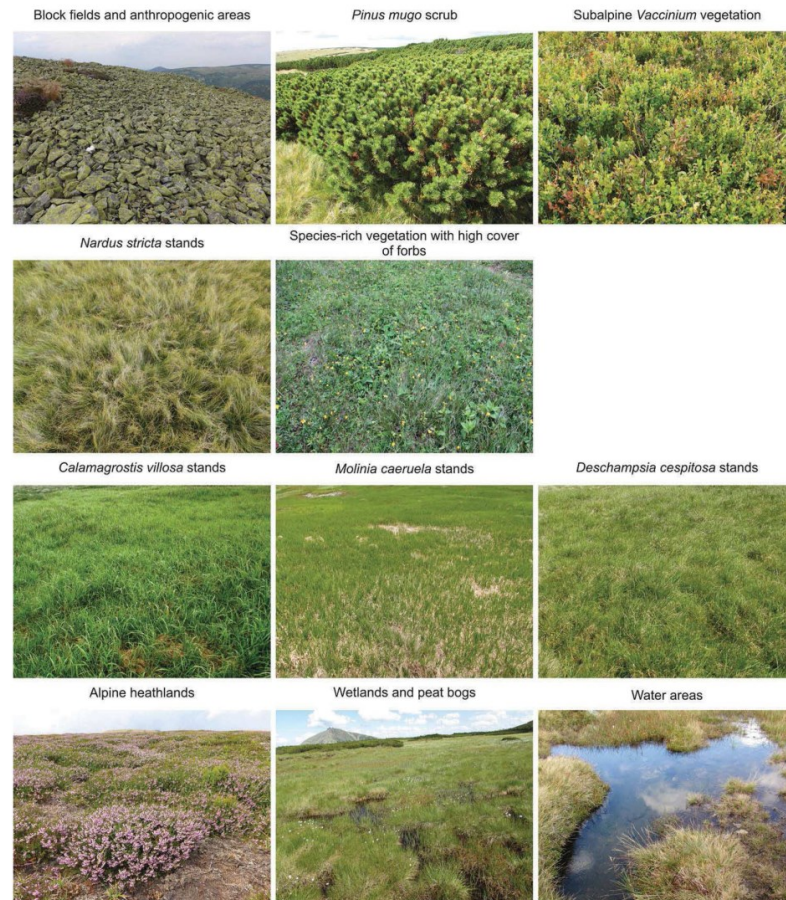 Block fields and anthropogenic areas
Pinus mugo scrub
Subalpine Vaccinium vegetation
Nardus stricta stands
Species-rich vegetation with high cover
of forbs
Calamagrostis villosa stands
Molinia caeruela stands
Deschampsia cespitosa stands
Alpine heathlands
Wetlands and peat bogs
Water areas